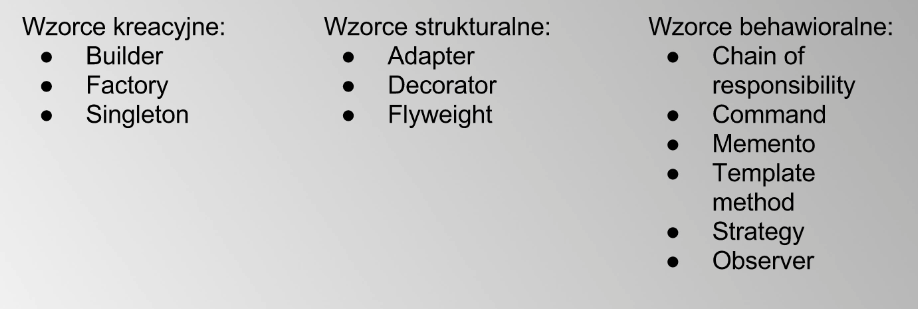 Wzorce kreacyjne:
● Builder
● Factory
● Singleton
Wzorce strukturalne:
● Adapter
● Decorator
● Flyweight
Wzorce behawioralne:
● Chain of
responsibility
● Command
● Memento
● Template
method
● Strategy
● Observer